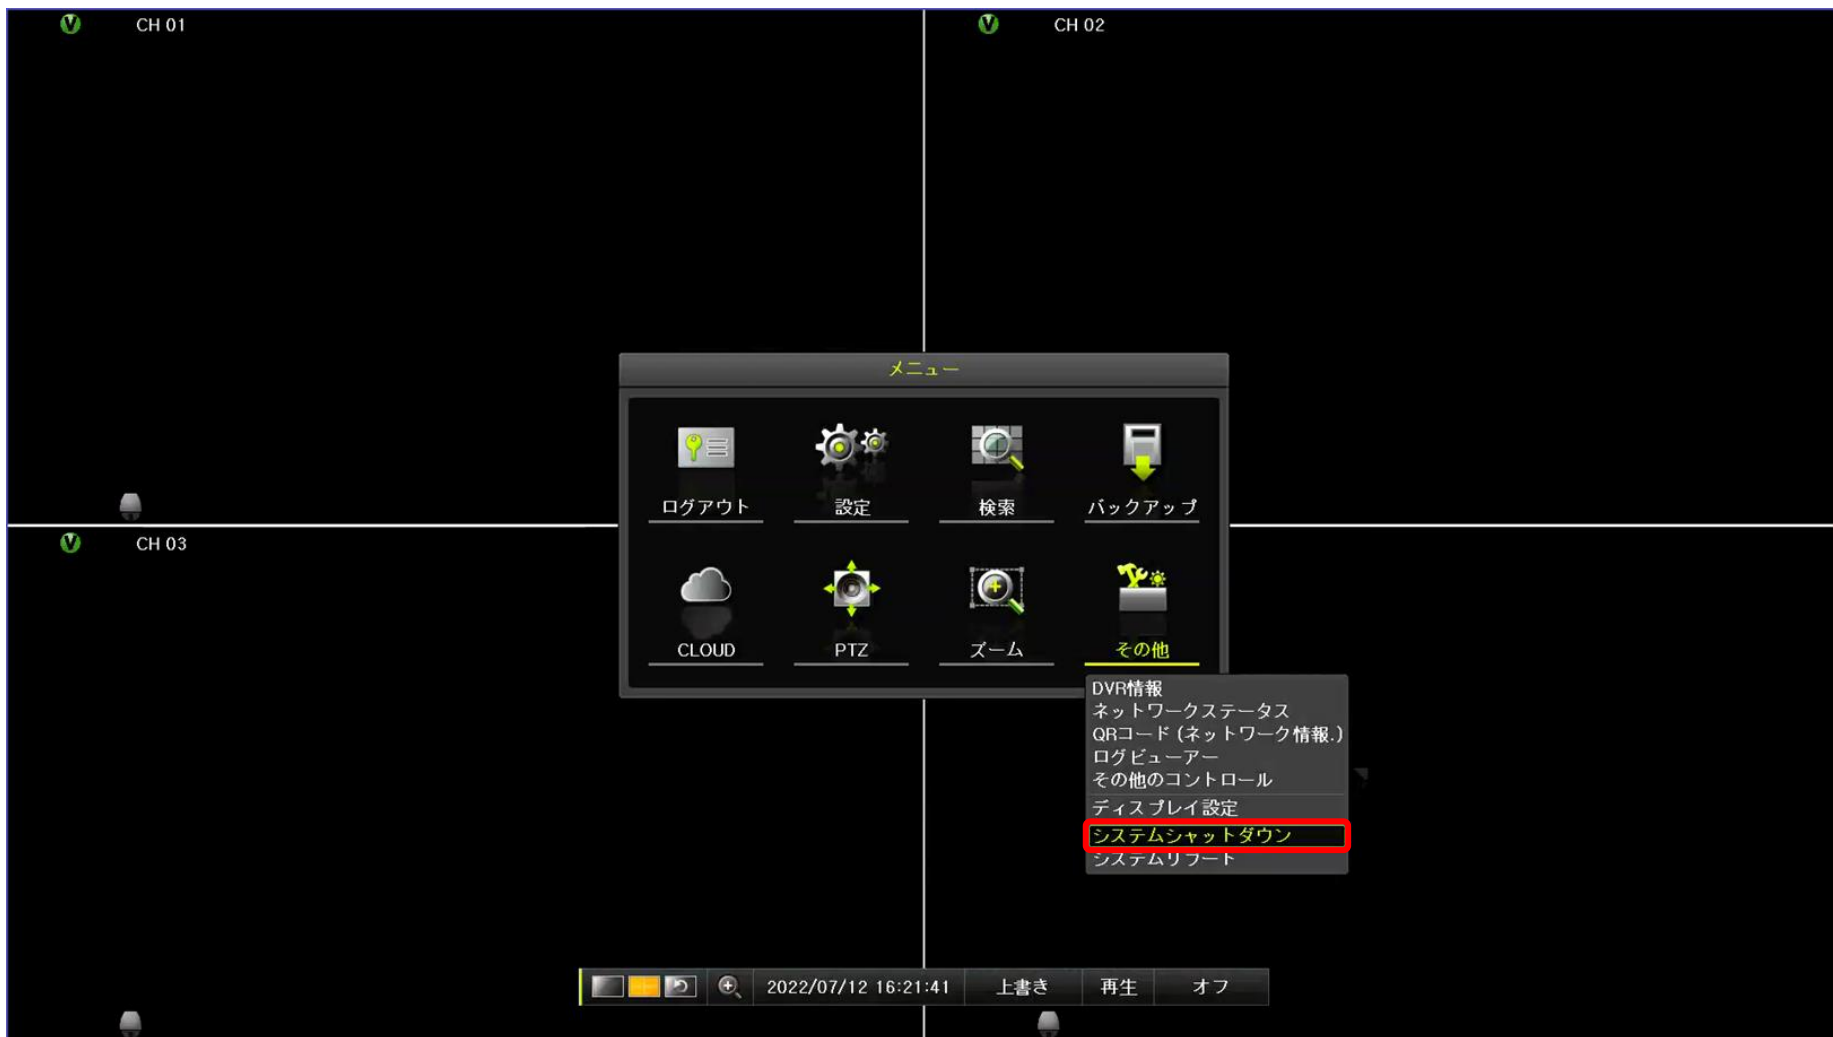 CH 01
CH 02
メニュー
ログアウト
設定
検索
バックアップ
CH 03
CLOUD
PTZ
ズーム
その他
DVR情報
ネットワークステータス
QRコード (ネットワーク情報.)
ログビューアー
その他のコントロール
ディスプレイ設定
システムシャットダウン
システムリブート
2022/07/12 16:21:41
上書き
再生
オフ